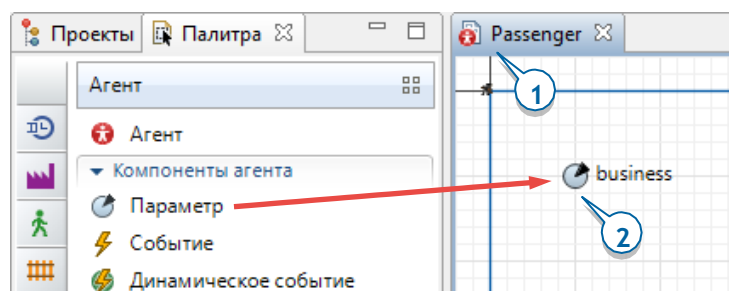 Проекты
Палитра
Passenger
1
Агент
Агент
Компоненты агента
Параметр
business
2
Событие
Динамическое событие